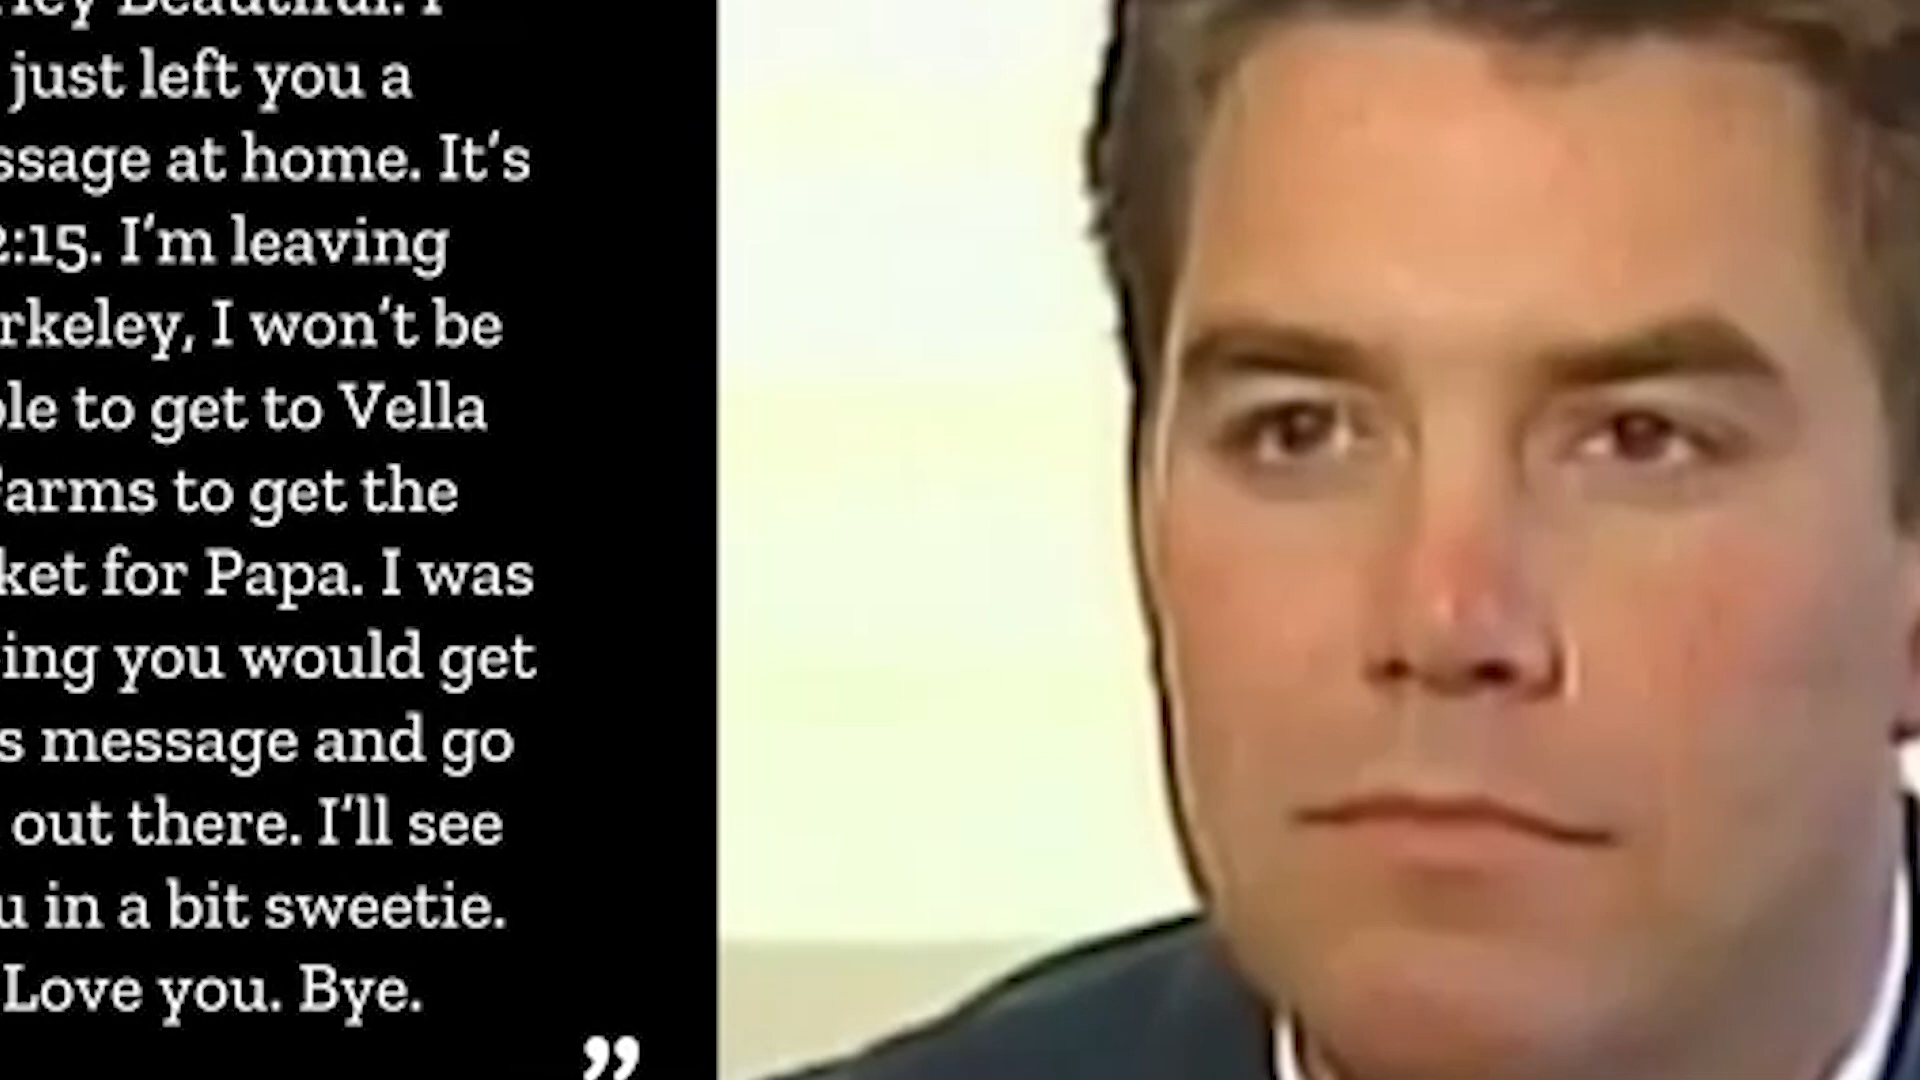 Hey Beautiful. I
just left you a
ssage at home. It's
2:15. I'm leaving
rkeley, I won't be
ble to get to Vella
Farms to get the
ket for Papa. I was
ing you would get
s message and go
out there. I'll see
u in a bit sweetie.
Love you. Bye.
”